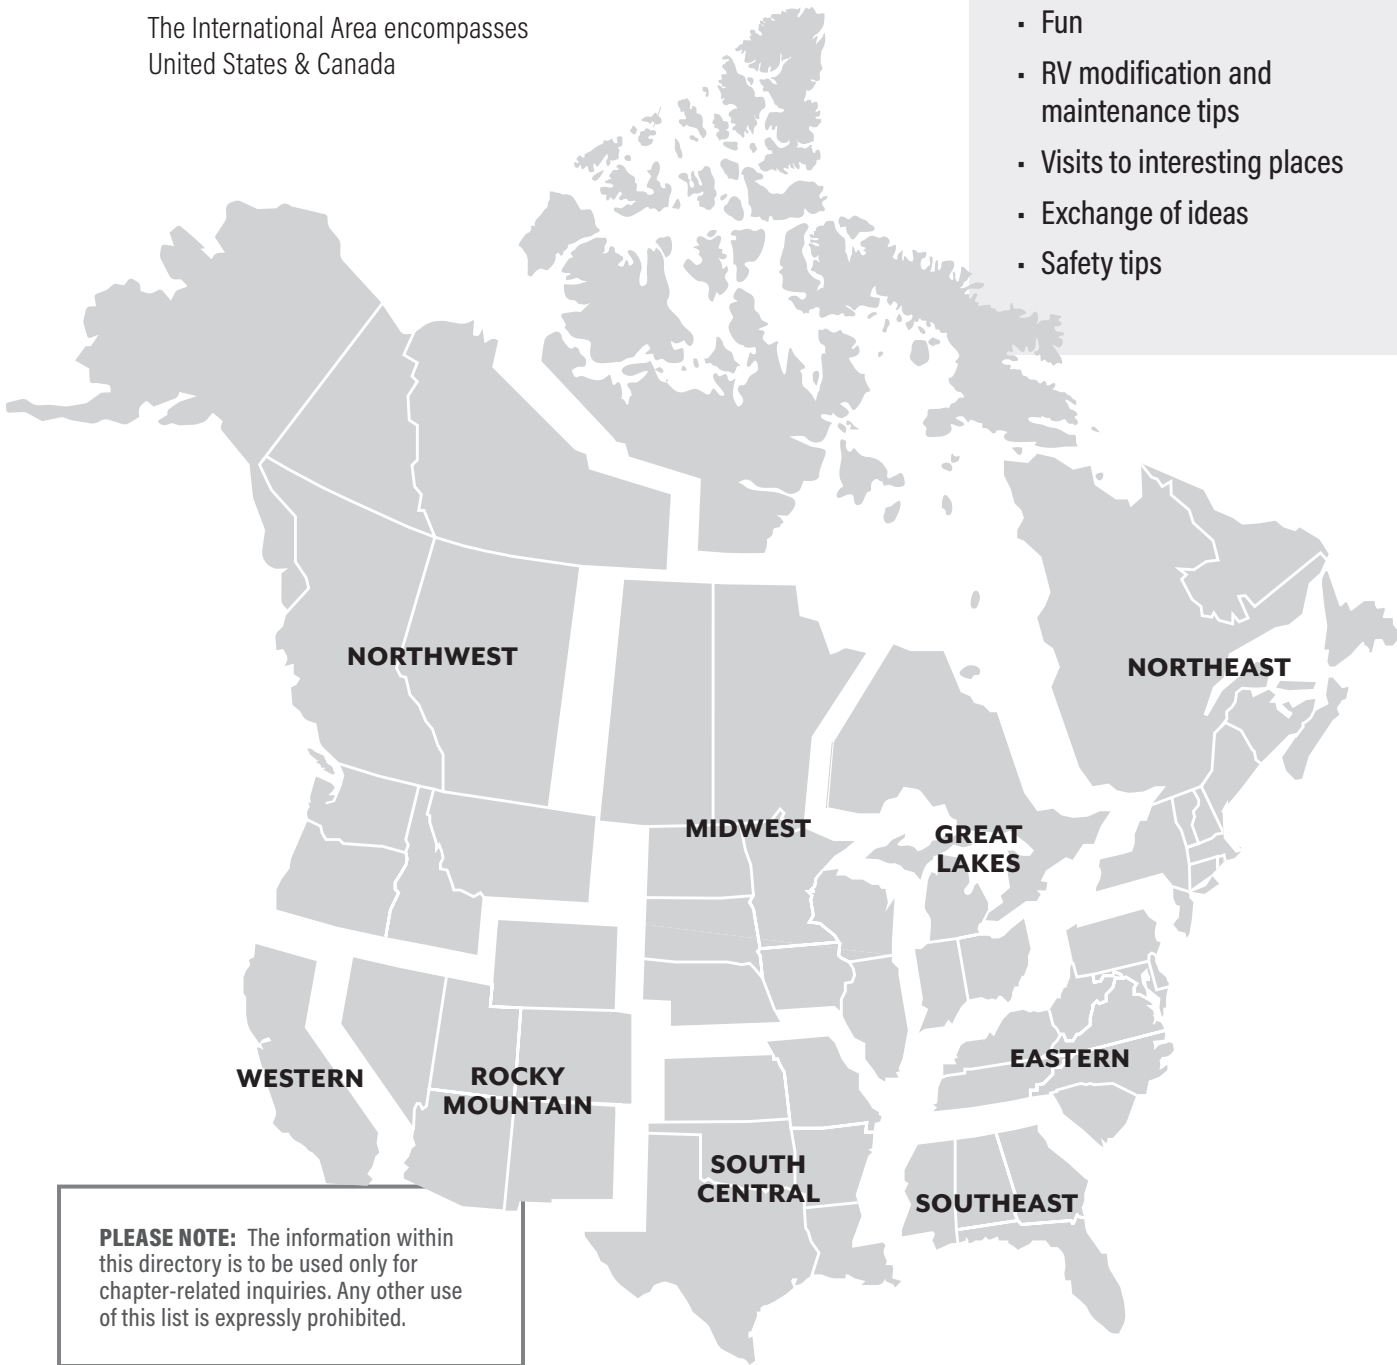 The International Area encompasses
United States & Canada
▪ Fun
▪ RV modification and
maintenance tips
▪ Visits to interesting places
▪ Exchange of ideas
▪ Safety tips
NORTHWEST
NORTHEAST
MIDWEST
GREAT
LAKES
WESTERN
ROCKY
MOUNTAIN
EASTERN
SOUTH
CENTRAL
SOUTHEAST
PLEASE NOTE: The information within
this directory is to be used only for
chapter-related inquiries. Any other use
of this list is expressly prohibited.